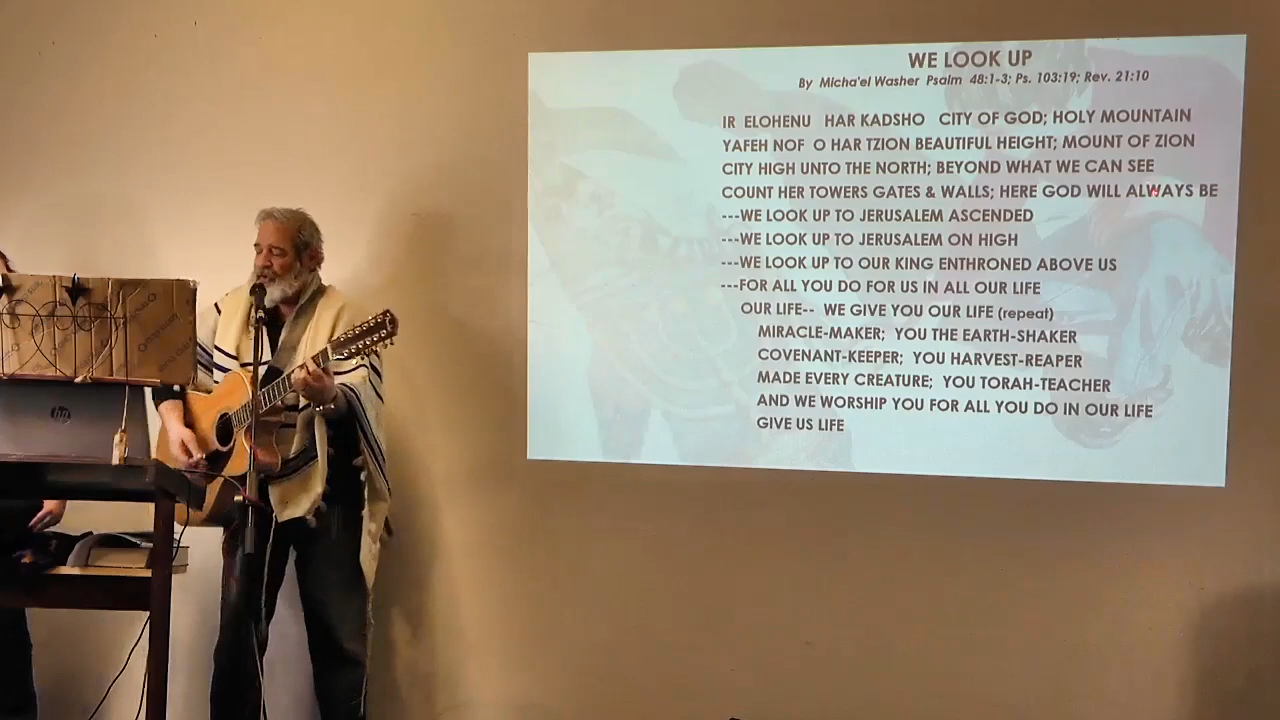 WE LOOK UP
By Micha'el Washer Psalm 48:1-3; Ps. 103:19; Rev. 21:10
IR ELOHENU HAR KADSHO CITY OF GOD; HOLY MOUNTAIN
YAFEH NOF O HAR TZION BEAUTIFUL HEIGHT; MOUNT OF ZION
CITY HIGH UNTO THE NORTH; BEYOND WHAT WE CAN SEE
COUNT HER TOWERS GATES & WALLS; HERE GOD WILL ALWAYS BE
---WE LOOK UP TO JERUSALEM ASCENDED
---WE LOOK UP TO JERUSALEM ON HIGH
---WE LOOK UP TO OUR KING ENTHRONED ABOVE US
---FOR ALL YOU DO FOR US IN ALL OUR LIFE
OUR LIFE-- WE GIVE YOU OUR LIFE (repeat)
MIRACLE-MAKER; YOU THE EARTH-SHAKER
COVENANT-KEEPER; YOU HARVEST-REAPER
MADE EVERY CREATURE; YOU TORAH-TEACHER
AND WE WORSHIP YOU FOR ALL YOU DO IN OUR LIFE
GIVE US LIFE
hp